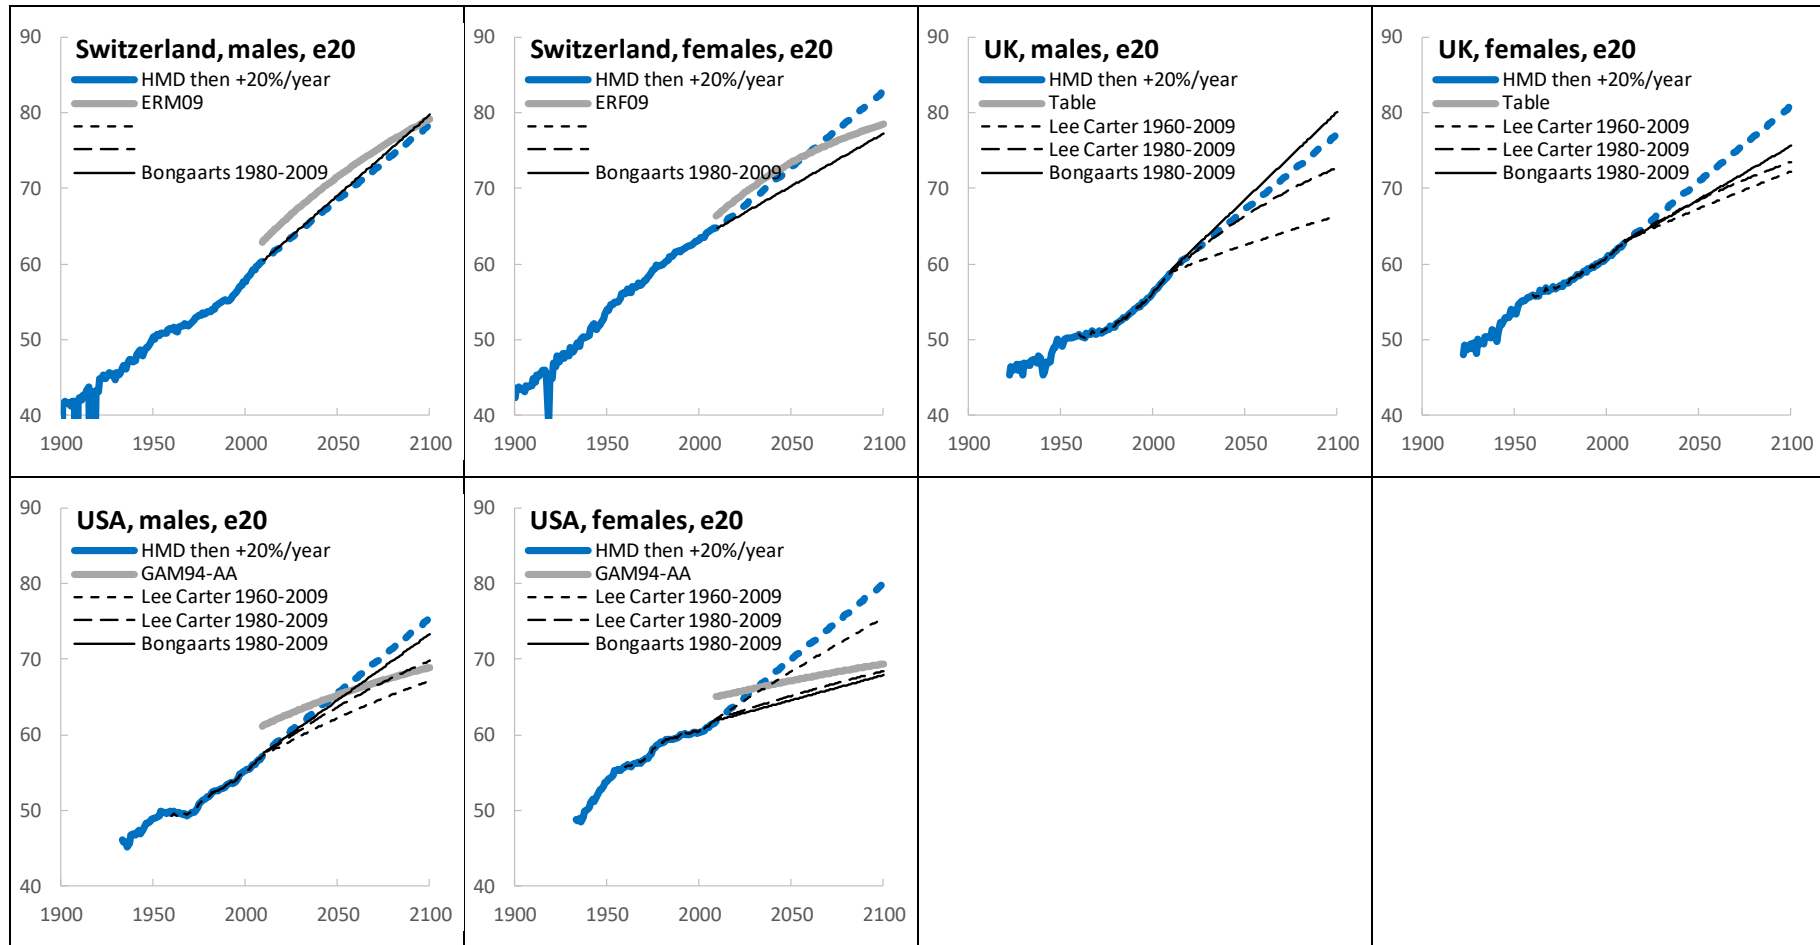 Switzerland, males, e20
HMD then +20%/year
ERM09
Bongaarts 1980-2009
90
80
70
60
50
40
1900 1950 2000 2050 2100
Switzerland, females, e20
HMD then +20%/year
ERF09
Bongaarts 1980-2009
90
80
70
60
50
40
1900 1950 2000 2050 2100
UK, males, e20
HMD then +20%/year
Table
Lee Carter 1960-2009
Lee Carter 1980-2009
Bongaarts 1980-2009
90
80
70
60
50
40
1900 1950 2000 2050 2100
UK, females, e20
HMD then +20%/year
Table
Lee Carter 1960-2009
Lee Carter 1980-2009
Bongaarts 1980-2009
90
80
70
60
50
40
1900 1950 2000 2050 2100
USA, males, e20
HMD then +20%/year
GAM94-AA
Lee Carter 1960-2009
Lee Carter 1980-2009
Bongaarts 1980-2009
90
80
70
60
50
40
1900 1950 2000 2050 2100
USA, females, e20
HMD then +20%/year
GAM94-AA
Lee Carter 1960-2009
Lee Carter 1980-2009
Bongaarts 1980-2009
90
80
70
60
50
40
1900 1950 2000 2050 2100